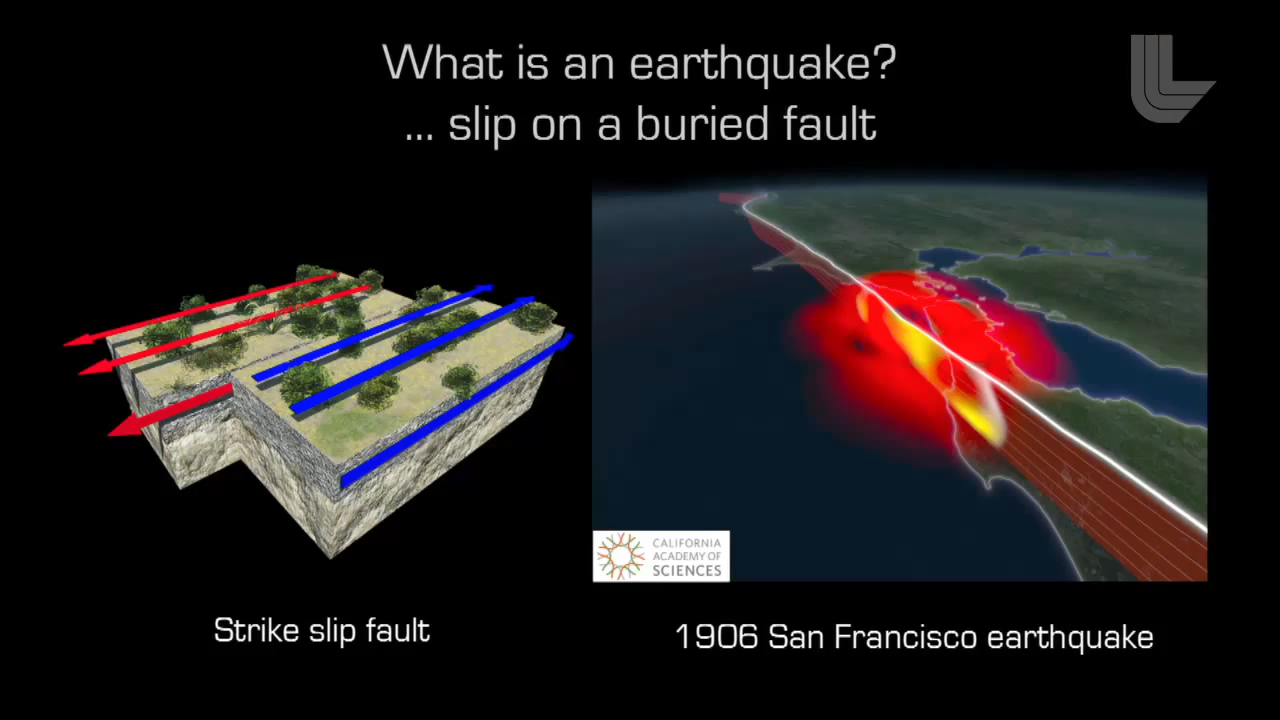 What is an earthquake?
... slip on a buried fault
CALIFORNIA
ACADEMY OF
SCIENCES
Strike slip fault
1906 San Francisco earthquake